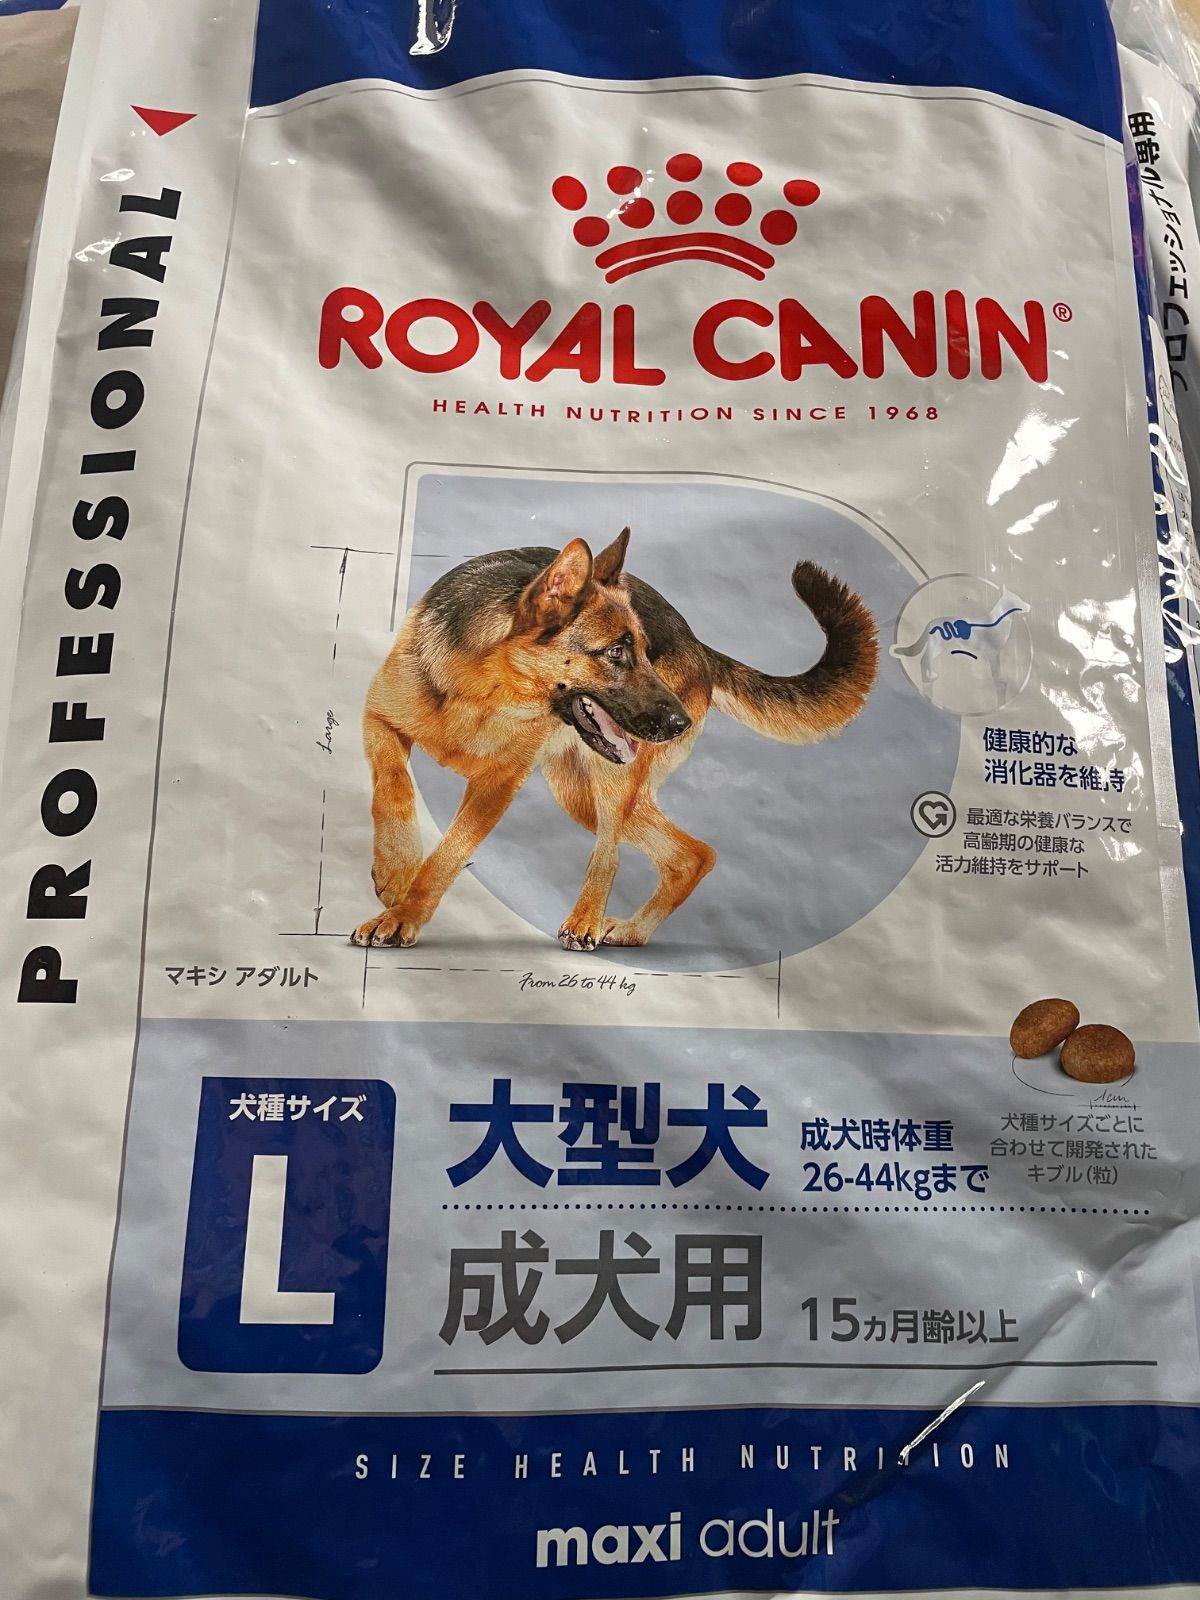 PROFESSIONAL
ROYAL CANIN®
HEALTH NUTRITION SINCE 1968
Large
From 26 to 44 kg
健康的な
消化器を維持
最適な栄養バランスで
高齢期の健康な
活力維持をサポート
マキシ アダルト
1cm
犬種サイズごとに
合わせて開発された
キブル(粒)
犬種サイズ
L
大型犬
成犬時体重
26-44kgまで
成犬用
15ヵ月齢以上
SIZE HEALTH NUTRITION
maxi adult
プロフェッショナル専用